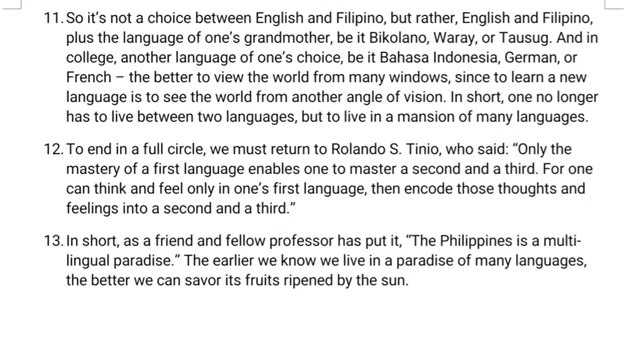 11. So it's not a choice between English and Filipino, but rather, English and Filipino,
plus the language of one's grandmother, be it Bikolano, Waray, or Tausug. And in
college, another language of one's choice, be it Bahasa Indonesia, German, or
French – the better to view the world from many windows, since to learn a new
language is to see the world from another angle of vision. In short, one no longer
has to live between two languages, but to live in a mansion of many languages.
12. To end in a full circle, we must return to Rolando S. Tinio, who said: "Only the
mastery of a first language enables one to master a second and a third. For one
can think and feel only in one's first language, then encode those thoughts and
feelings into a second and a third."
13. In short, as a friend and fellow professor has put it, "The Philippines is a multi-
lingual paradise." The earlier we know we live in a paradise of many languages,
the better we can savor its fruits ripened by the sun.